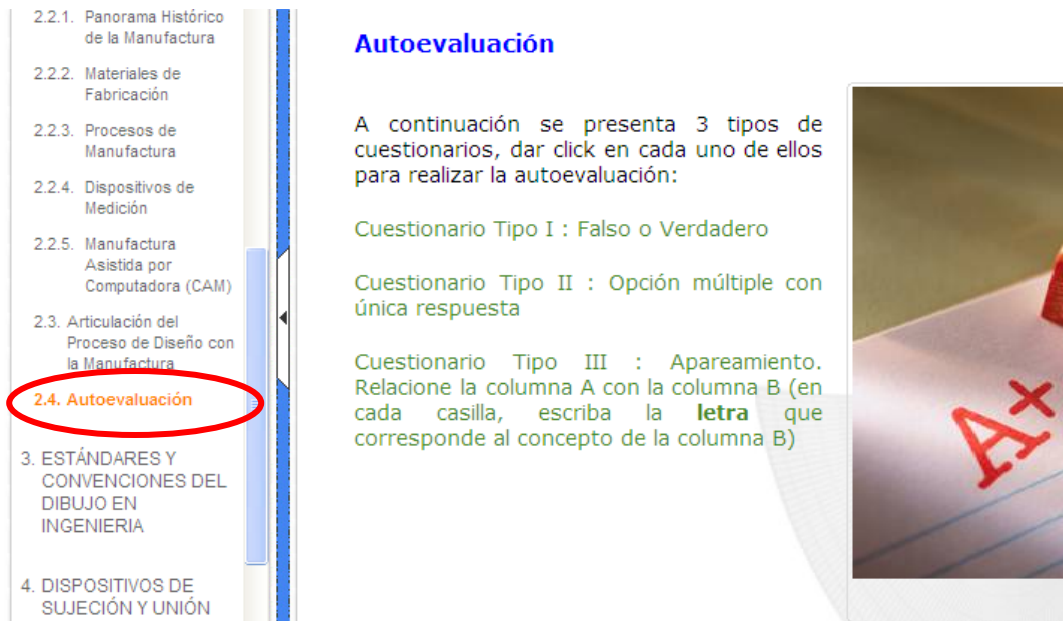 2.2.1. Panorama Histórico
de la Manufactura
2.2.2. Materiales de
Fabricación
2.2.3. Procesos de
Manufactura
2.2.4. Dispositivos de
Medición
2.2.5. Manufactura
Asistida por
Computadora (CAM)
2.3. Articulación del
Proceso de Diseño con
la Manufactura
2.4. Autoevaluación
3. ESTÁNDARES Y
CONVENCIONES DEL
DIBUJO EN
INGENIERIA
4. DISPOSITIVOS DE
SUJECIÓN Y UNIÓN
Autoevaluación
A continuación se presenta 3 tipos de
cuestionarios, dar click en cada uno de ellos
para realizar la autoevaluación:
Cuestionario Tipo I : Falso o Verdadero
Cuestionario Tipo II : Opción múltiple con
única respuesta
Cuestionario Tipo III : Apareamiento.
Relacione la columna A con la columna B (en
cada casilla, escriba la letra que
corresponde al concepto de la columna B)
A+